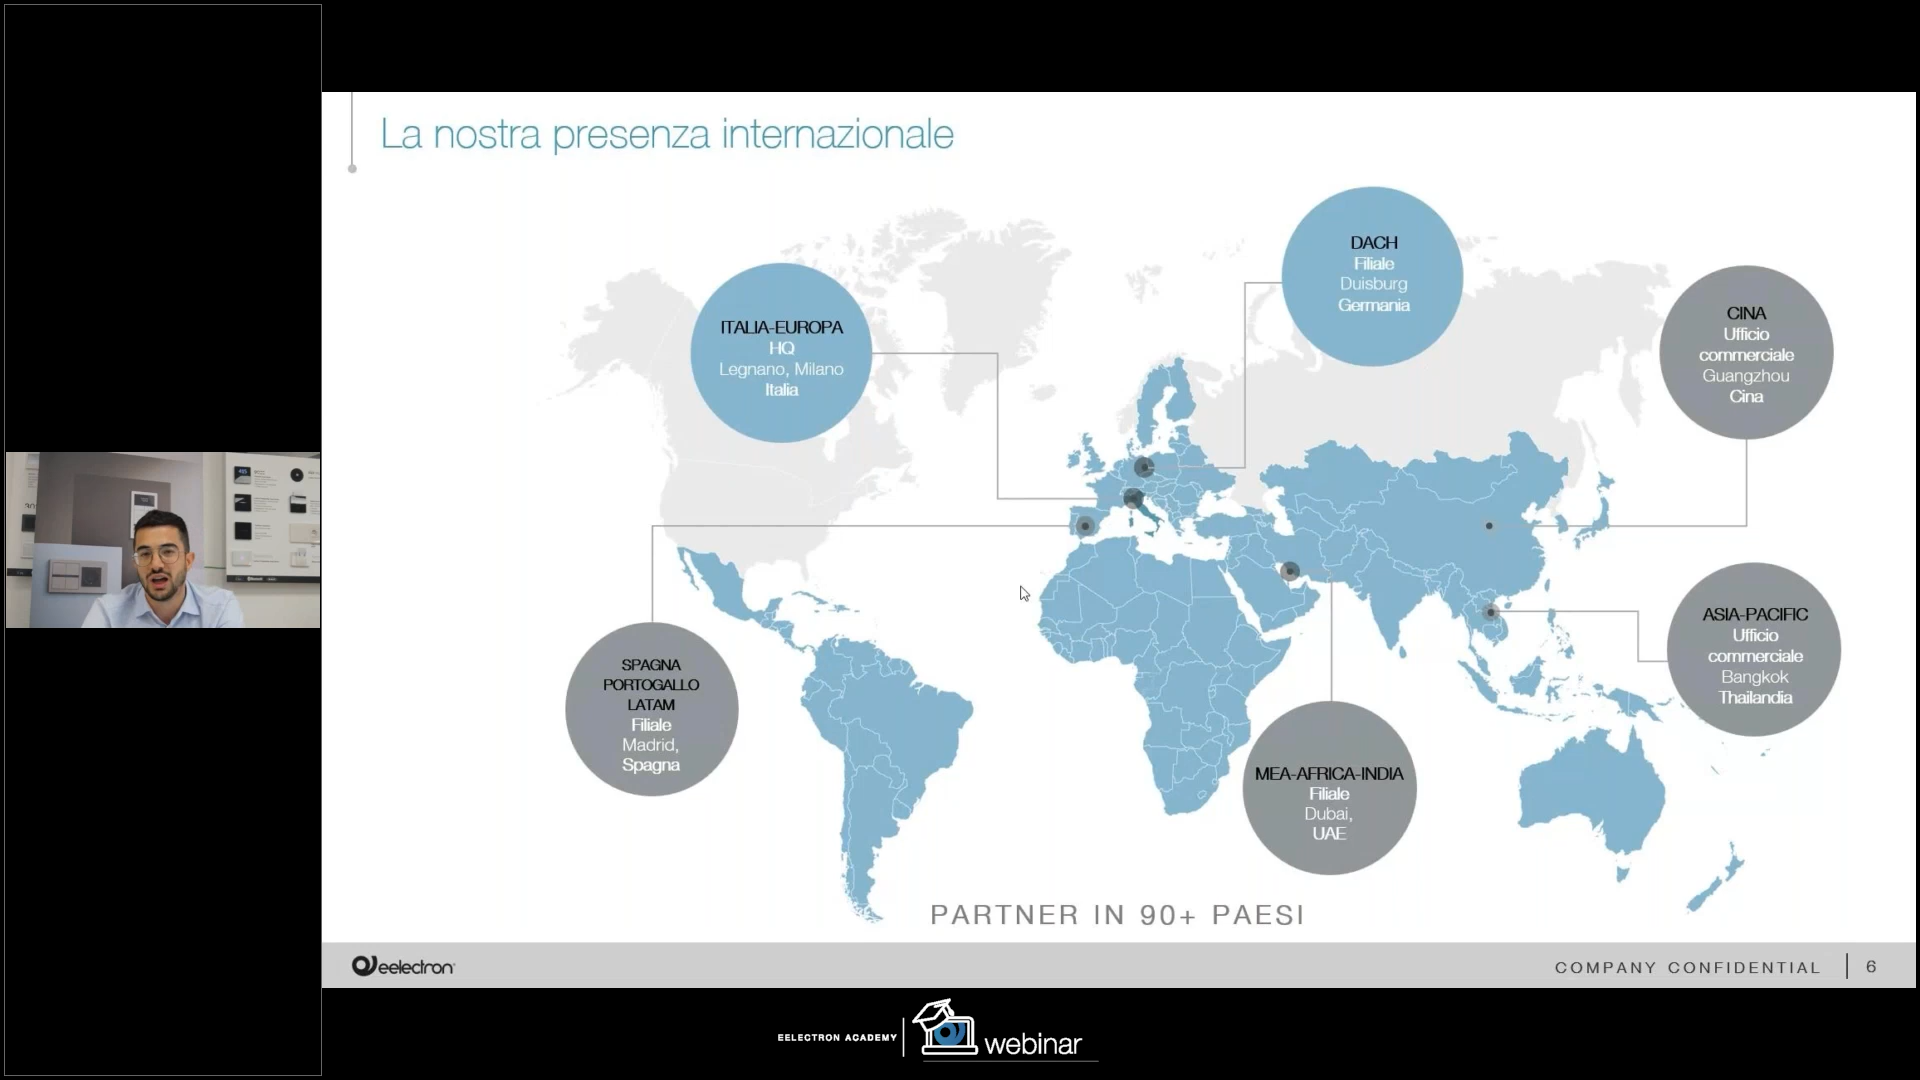 La nostra presenza internazionale
DACH
Filiale
Duisburg
Germania
ITALIA-EUROPA
HQ
Legnano, Milano
Italia
CINA
Ufficio
commerciale
Guangzhou
Cina
ASIA-PACIFIC
Ufficio
commerciale
Bangkok
Thailandia
SPAGNA
PORTOGALLO
LATAM
Filiale
Madrid,
Spagna
MEA-AFRICA-INDIA
Filiale
Dubai,
UAE
PARTNER IN 90+ PAESI
eelectron
COMPANY CONFIDENTIAL
6
EELECTRON ACADEMY
webinar